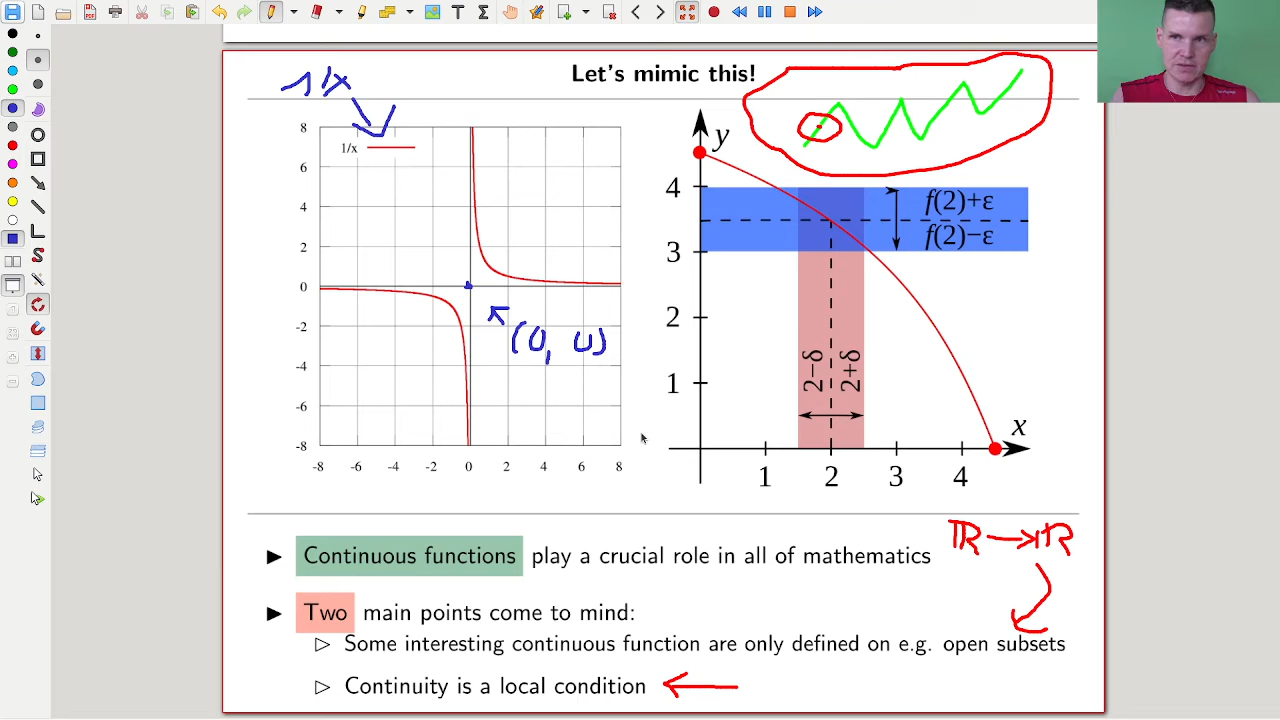 Let's mimic this!
1/x
1/x
8
6
4
2
0
-2
-4
-6
-8
-8 -6 -4 -2 0 2 4 6 8
(0, 0)
y
4
3
2
1
f(2)+ε
f(2)−ε
2−δ
2+δ
x
1 2 3 4
▶ Continuous functions play a crucial role in all of mathematics
ℝ → ℝ
▶ Two main points come to mind:
▷ Some interesting continuous function are only defined on e.g. open subsets
▷ Continuity is a local condition